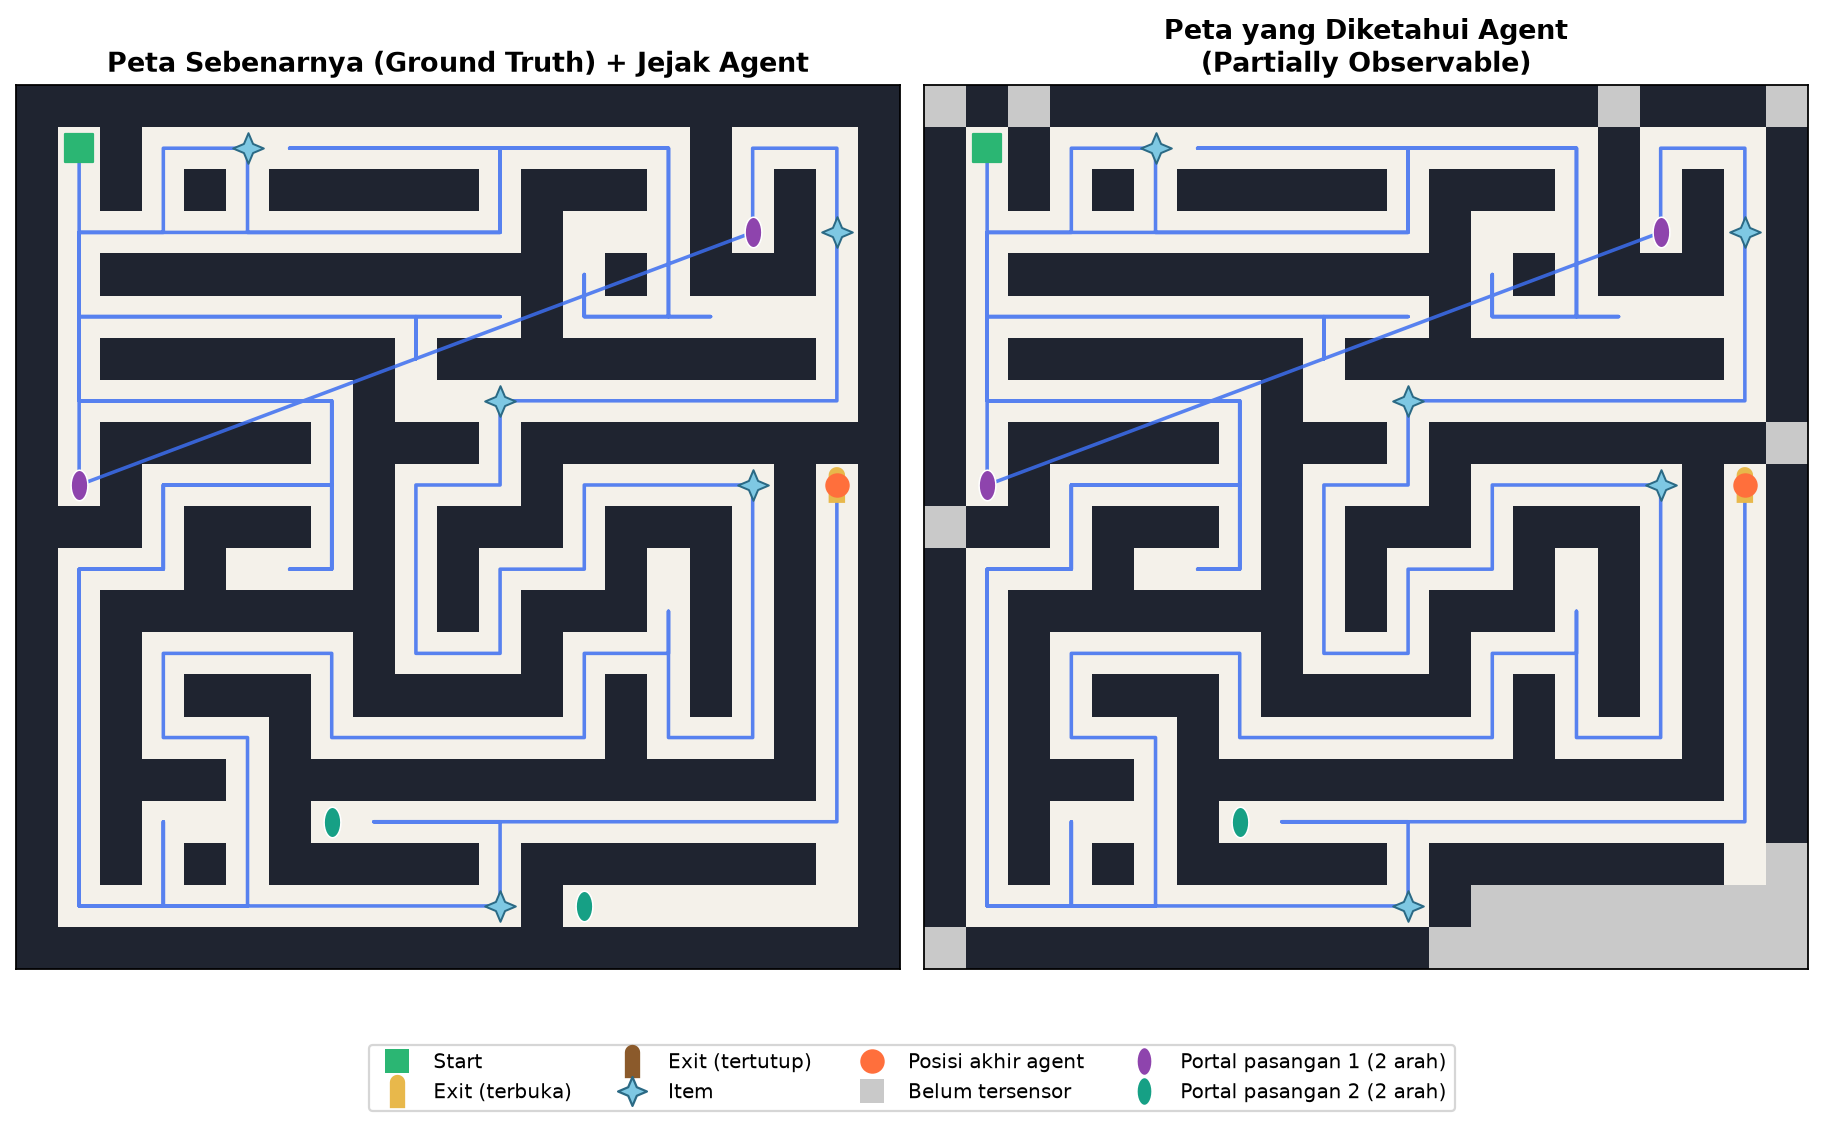 Peta Sebenarnya (Ground Truth) + Jejak Agent
Peta yang Diketahui Agent
(Partially Observable)
Start
Exit (terbuka)
Exit (tertutup)
Item
Posisi akhir agent
Belum tersensor
Portal pasangan 1 (2 arah)
Portal pasangan 2 (2 arah)